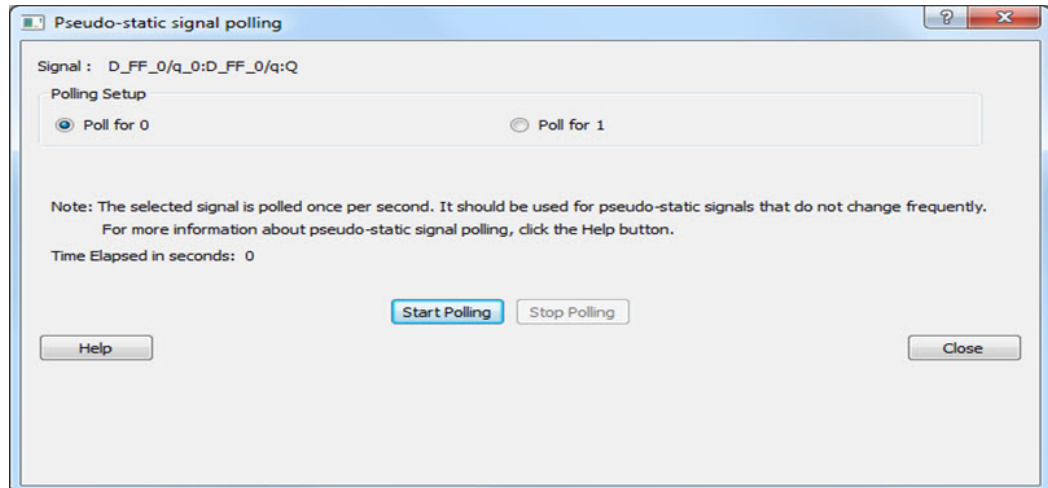 Pseudo-static signal polling
Signal : D_FF_0/q_0:D_FF_0/q:Q
Polling Setup
Poll for 0 Poll for 1
Note: The selected signal is polled once per second. It should be used for pseudo-static signals that do not change frequently.
For more information about pseudo-static signal polling, click the Help button.
Time Elapsed in seconds: 0
Start Polling Stop Polling
Help Close